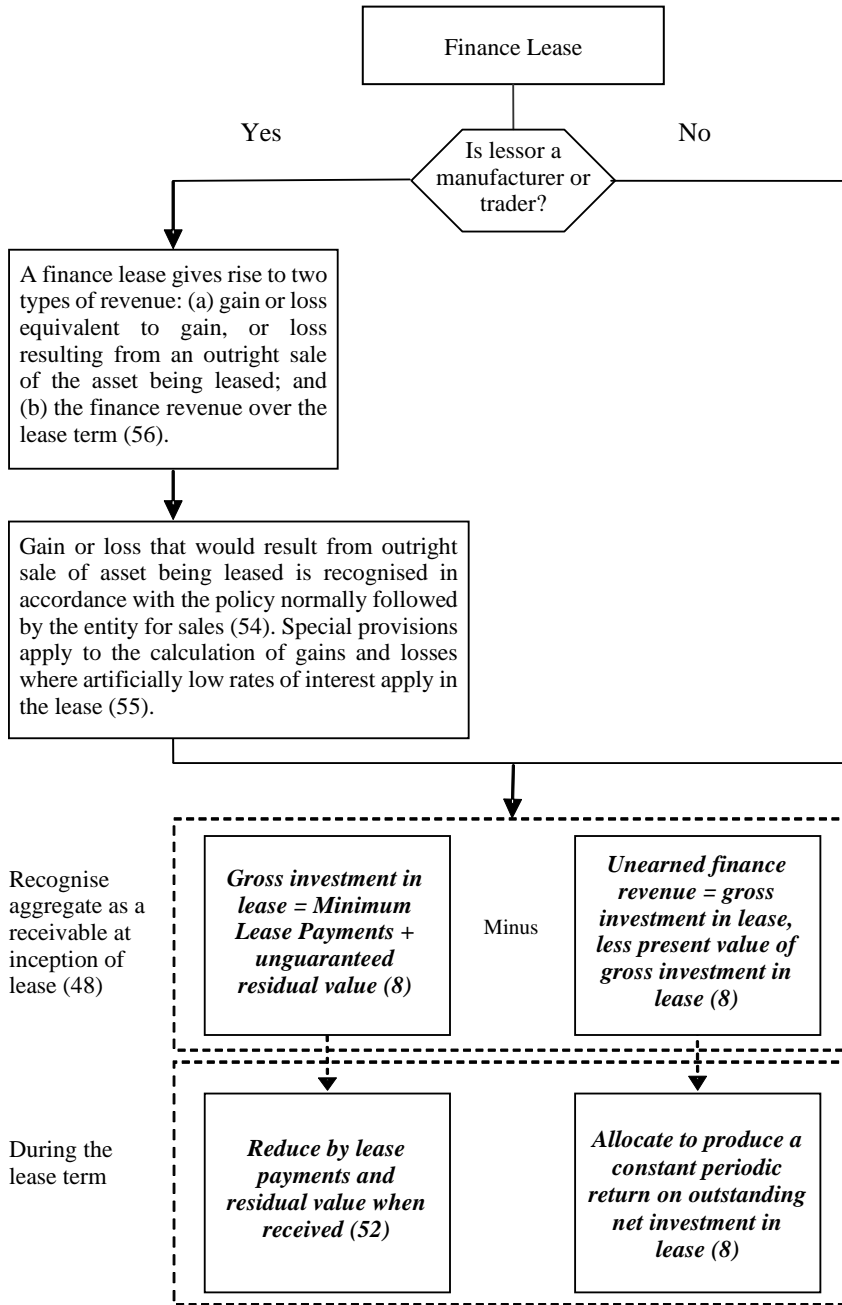 Finance Lease
Yes
No
Is lessor a
manufacturer or
trader?
A finance lease gives rise to two
types of revenue: (a) gain or loss
equivalent to gain, or loss
resulting from an outright sale
of the asset being leased; and
(b) the finance revenue over the
lease term (56).
Gain or loss that would result from outright
sale of asset being leased is recognised in
accordance with the policy normally followed
by the entity for sales (54). Special provisions
apply to the calculation of gains and losses
where artificially low rates of interest apply in
the lease (55).
Recognise
aggregate as a
receivable at
inception of
lease (48)
Gross investment in
lease = Minimum
Lease Payments +
unguaranteed
residual value (8)
Minus
Unearned finance
revenue = gross
investment in lease,
less present value of
gross investment in
lease (8)
During the
lease term
Reduce by lease
payments and
residual value when
received (52)
Allocate to produce a
constant periodic
return on outstanding
net investment in
lease (8)